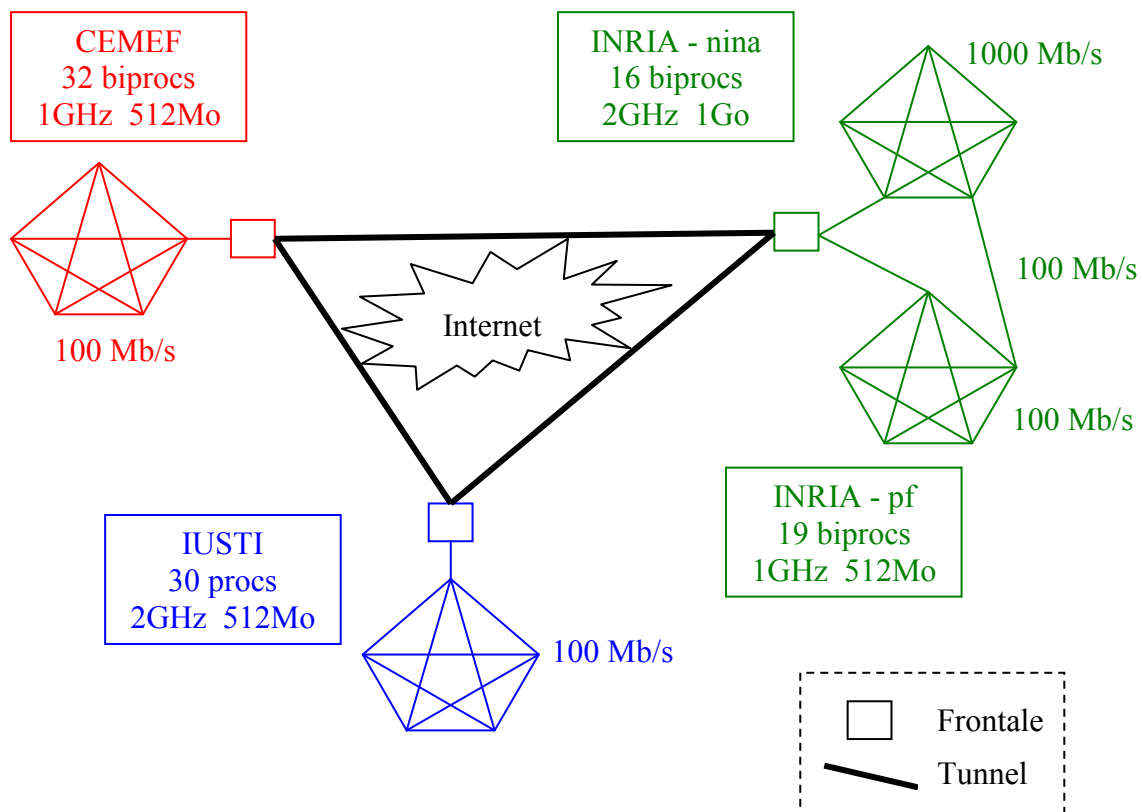 CEMEF
32 biprocs
1GHz  512Mo
100 Mb/s
INRIA - nina
16 biprocs
2GHz  1Go
1000 Mb/s
100 Mb/s
100 Mb/s
Internet
INRIA - pf
19 biprocs
1GHz  512Mo
IUSTI
30 procs
2GHz  512Mo
100 Mb/s
Frontale
Tunnel